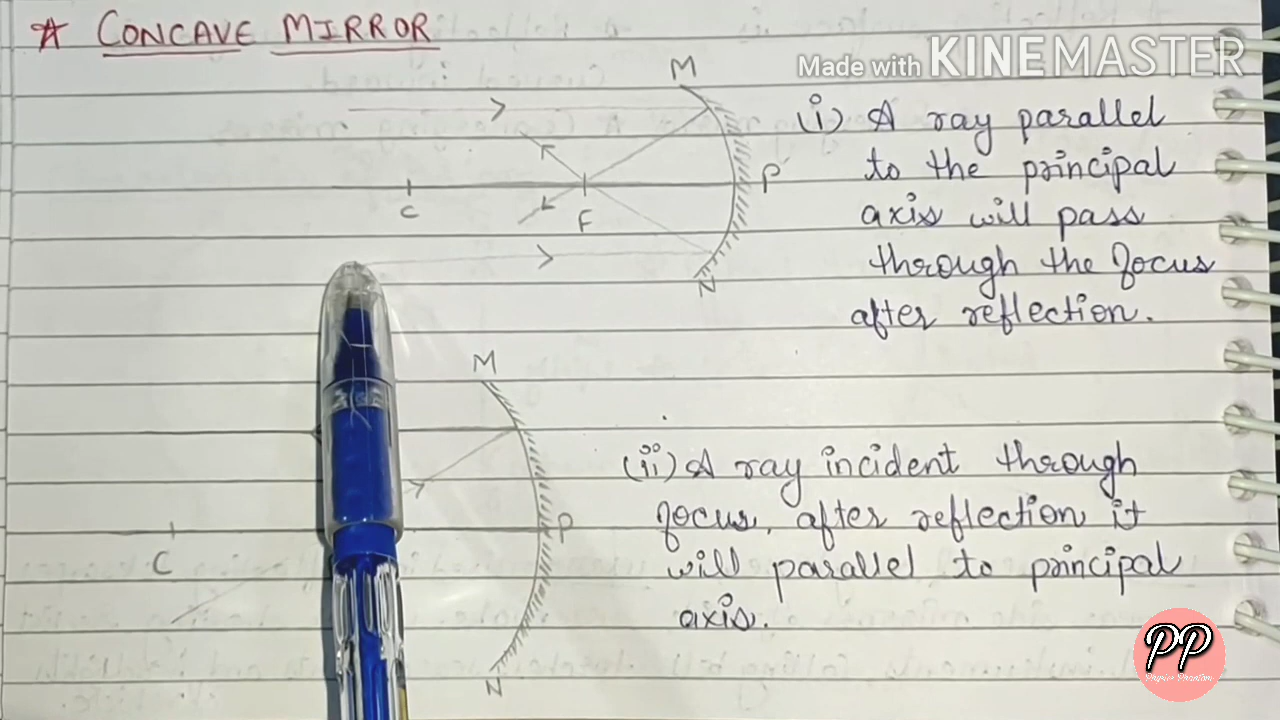 * CONCAVE MIRROR
Made with KINEMASTER
M
(i) A ray parallel
to the principal
axis will pass
through the focus
after reflection.
C
F
P
N
M
(ii) A ray incident through
focus, after reflection it
will parallel to principal
axis.
C
P
N
PP